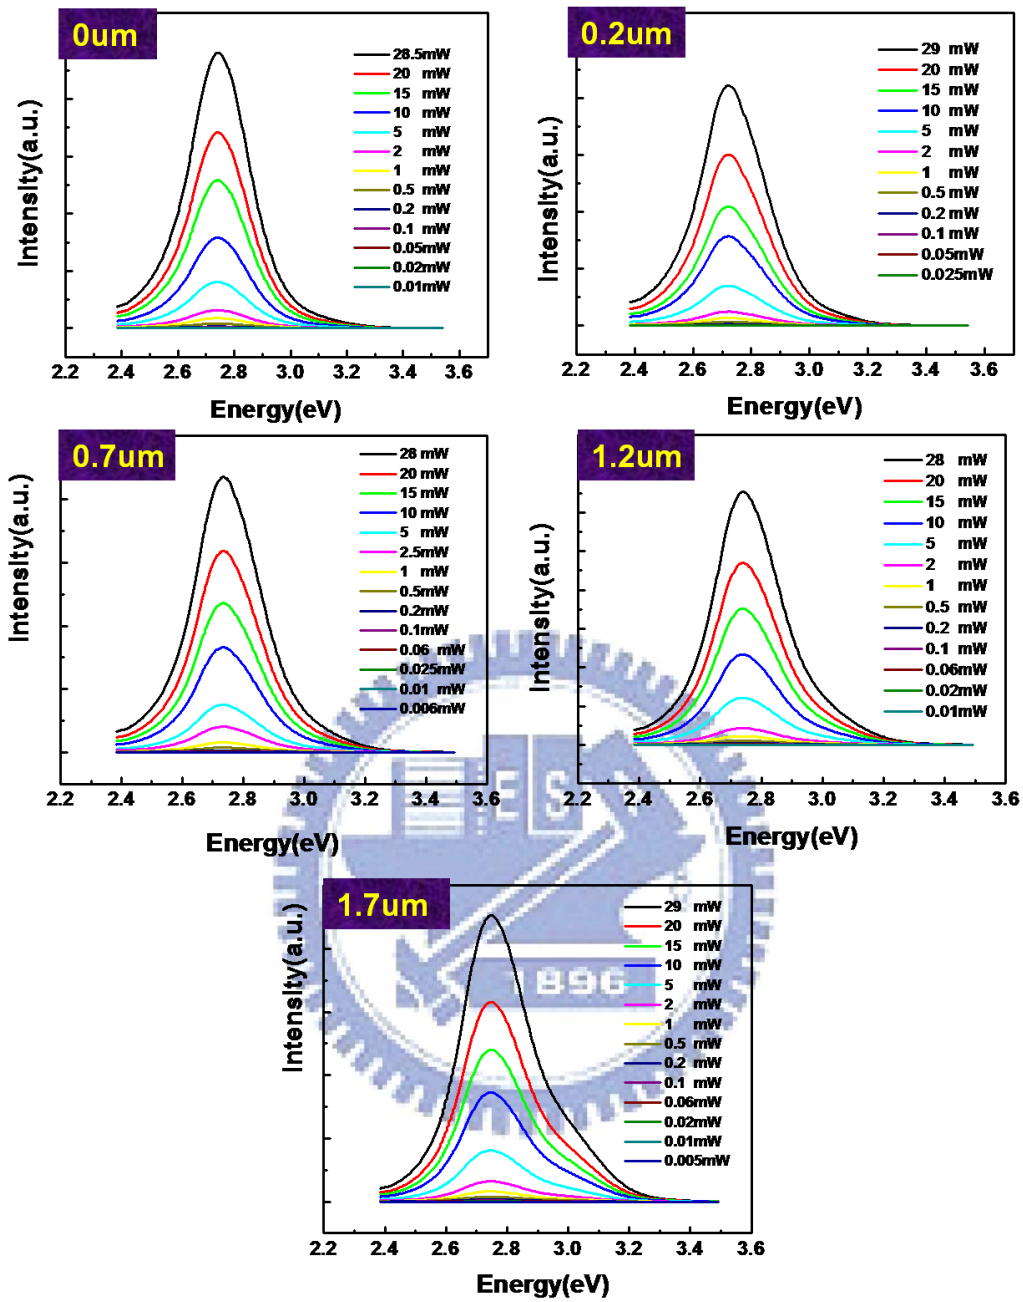 0um
28.5mW
20 mW
15 mW
10 mW
5 mW
2 mW
1 mW
0.5 mW
0.2 mW
0.1 mW
0.05mW
0.02mW
0.01mW
Intensity(a.u.)
2.2 2.4 2.6 2.8 3.0 3.2 3.4 3.6
Energy(eV)
0.2um
29 mW
20 mW
15 mW
10 mW
5 mW
2 mW
1 mW
0.5 mW
0.2 mW
0.1 mW
0.05mW
0.025mW
Intensity(a.u.)
2.2 2.4 2.6 2.8 3.0 3.2 3.4 3.6
Energy(eV)
0.7um
28 mW
20 mW
15 mW
10 mW
5 mW
2.5mW
1 mW
0.5mW
0.2mW
0.1mW
0.06 mW
0.025mW
0.01 mW
0.006mW
Intensity(a.u.)
2.2 2.4 2.6 2.8 3.0 3.2 3.4 3.6
Energy(eV)
1.2um
28 mW
20 mW
15 mW
10 mW
5 mW
2 mW
1 mW
0.5 mW
0.2 mW
0.1 mW
0.06mW
0.02mW
0.01mW
Intensity(a.u.)
2.2 2.4 2.6 2.8 3.0 3.2 3.4 3.6
Energy(eV)
ES
1.7um
29 mW
20 mW
15 mW
10 mW
5 mW
2 mW
1 mW
0.5 mW
0.2 mW
0.1 mW
0.06mW
0.02mW
0.01mW
0.005mW
Intensity(a.u.)
1896
2.2 2.4 2.6 2.8 3.0 3.2 3.4 3.6
Energy(eV)